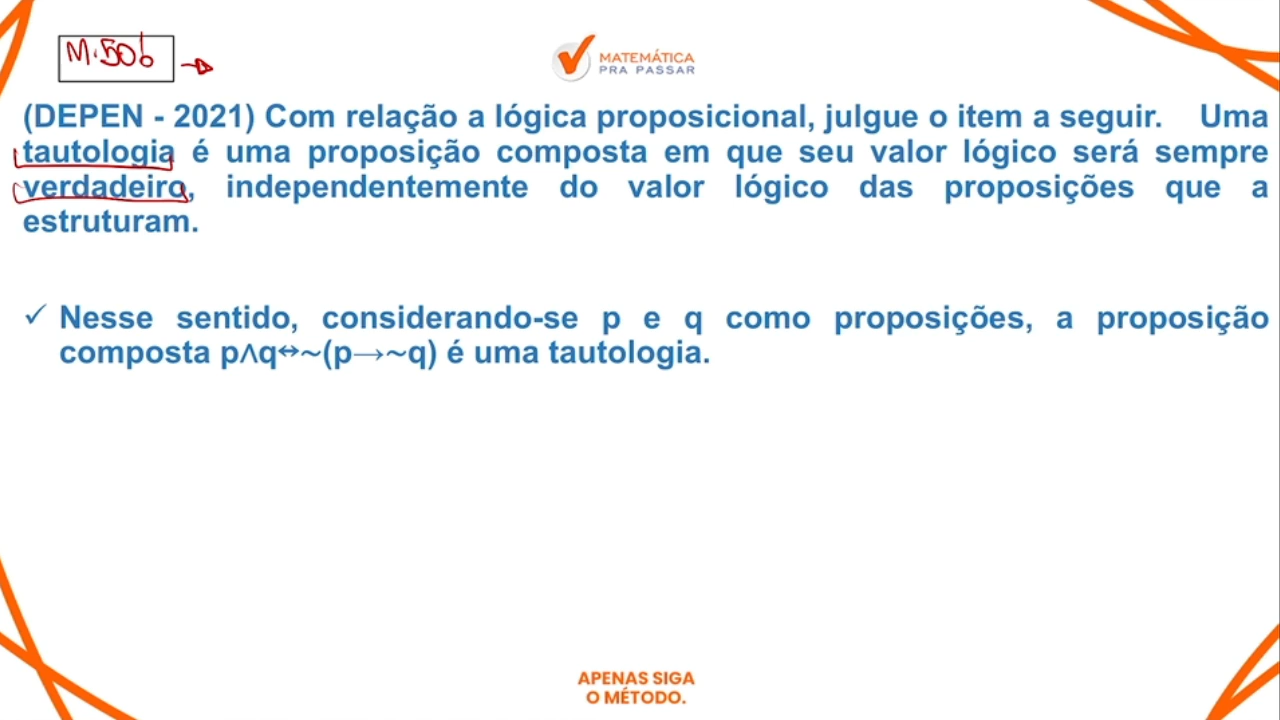 M.50b
MATEMÁTICA
PRA PASSAR
(DEPEN - 2021) Com relação a lógica proposicional, julgue o item a seguir. Uma
tautologia é uma proposição composta em que seu valor lógico será sempre
verdadeiro, independentemente do valor lógico das proposições que a
estruturam.
✓ Nesse sentido, considerando-se p e q como proposições, a proposição
composta p∧q↔~(p→~q) é uma tautologia.
APENAS SIGA
O MÉTODO.